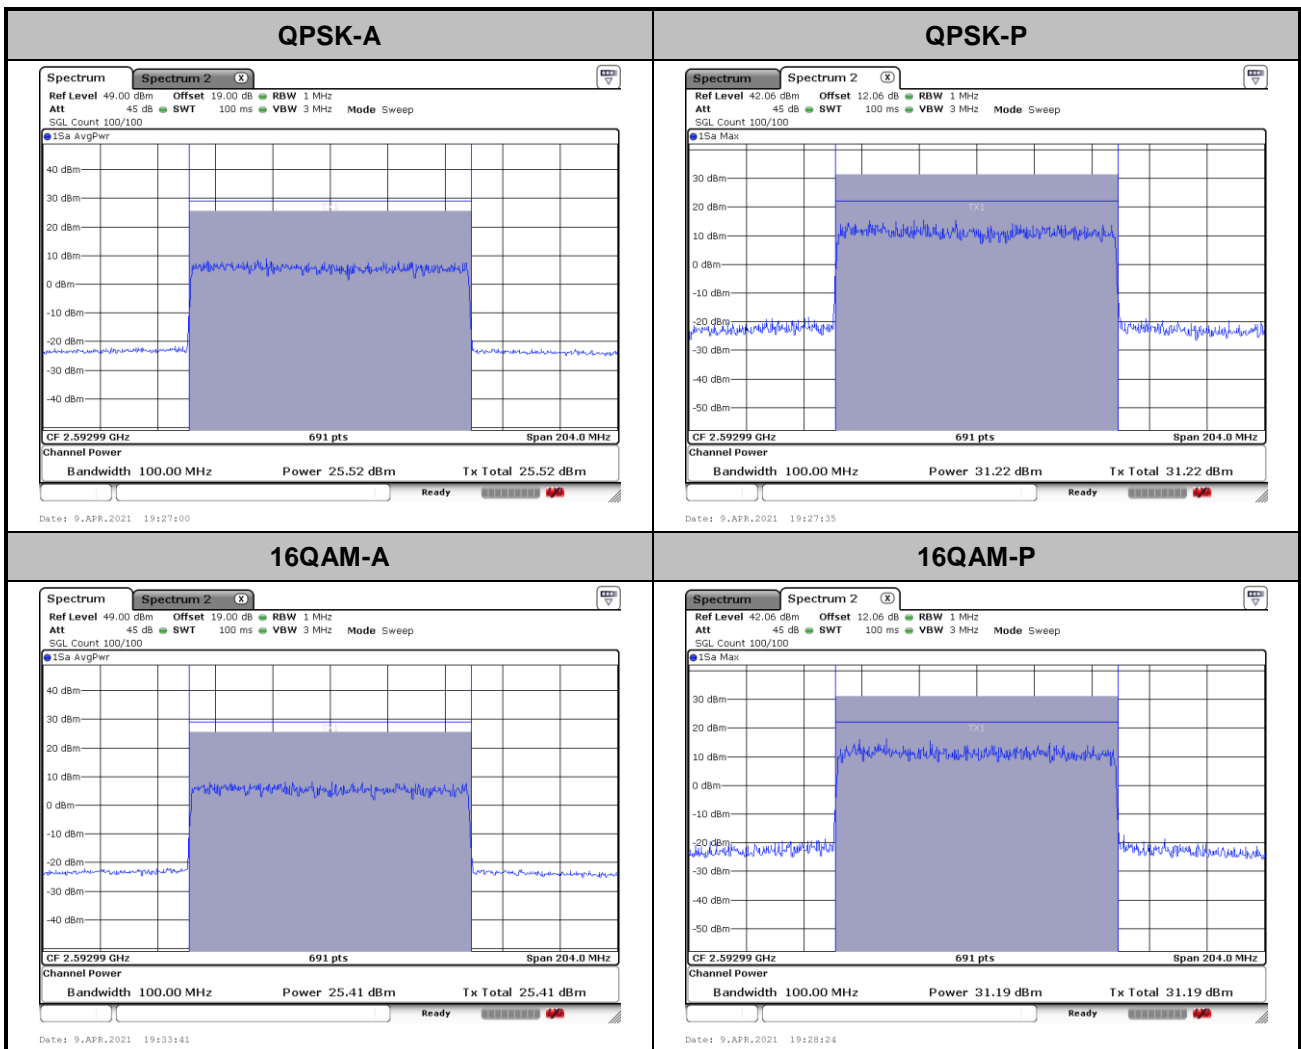 QPSK-A
QPSK-P
Spectrum Spectrum 2 X
Ref Level 49.00 dBm Offset 19.00 dB RBW 1 MHz
Att 45 dB SWT 100 ms VBW 3 MHz Mode Sweep
SGL Count 100/100
1Sa AvgPwr
40 dBm
30 dBm
TX1
20 dBm
10 dBm
0 dBm
-10 dBm
-20 dBm
-30 dBm
-40 dBm
CF 2.59299 GHz 691 pts Span 204.0 MHz
Channel Power
Bandwidth 100.00 MHz Power 25.52 dBm Tx Total 25.52 dBm
Ready
Date: 9.APR.2021 19:27:00
Spectrum Spectrum 2 X
Ref Level 42.06 dBm Offset 12.06 dB RBW 1 MHz
Att 45 dB SWT 100 ms VBW 3 MHz Mode Sweep
SGL Count 100/100
1Sa Max
30 dBm
20 dBm
TX1
10 dBm
0 dBm
-10 dBm
-20 dBm
-30 dBm
-40 dBm
-50 dBm
CF 2.59299 GHz 691 pts Span 204.0 MHz
Channel Power
Bandwidth 100.00 MHz Power 31.22 dBm Tx Total 31.22 dBm
Ready
Date: 9.APR.2021 19:27:35
16QAM-A
16QAM-P
Spectrum Spectrum 2 X
Ref Level 49.00 dBm Offset 19.00 dB RBW 1 MHz
Att 45 dB SWT 100 ms VBW 3 MHz Mode Sweep
SGL Count 100/100
1Sa AvgPwr
40 dBm
30 dBm
TX1
20 dBm
10 dBm
0 dBm
-10 dBm
-20 dBm
-30 dBm
-40 dBm
CF 2.59299 GHz 691 pts Span 204.0 MHz
Channel Power
Bandwidth 100.00 MHz Power 25.41 dBm Tx Total 25.41 dBm
Ready
Date: 9.APR.2021 19:33:41
Spectrum Spectrum 2 X
Ref Level 42.06 dBm Offset 12.06 dB RBW 1 MHz
Att 45 dB SWT 100 ms VBW 3 MHz Mode Sweep
SGL Count 100/100
1Sa Max
30 dBm
20 dBm
TX1
10 dBm
0 dBm
-10 dBm
-20 dBm
-30 dBm
-40 dBm
-50 dBm
CF 2.59299 GHz 691 pts Span 204.0 MHz
Channel Power
Bandwidth 100.00 MHz Power 31.19 dBm Tx Total 31.19 dBm
Ready
Date: 9.APR.2021 19:28:24